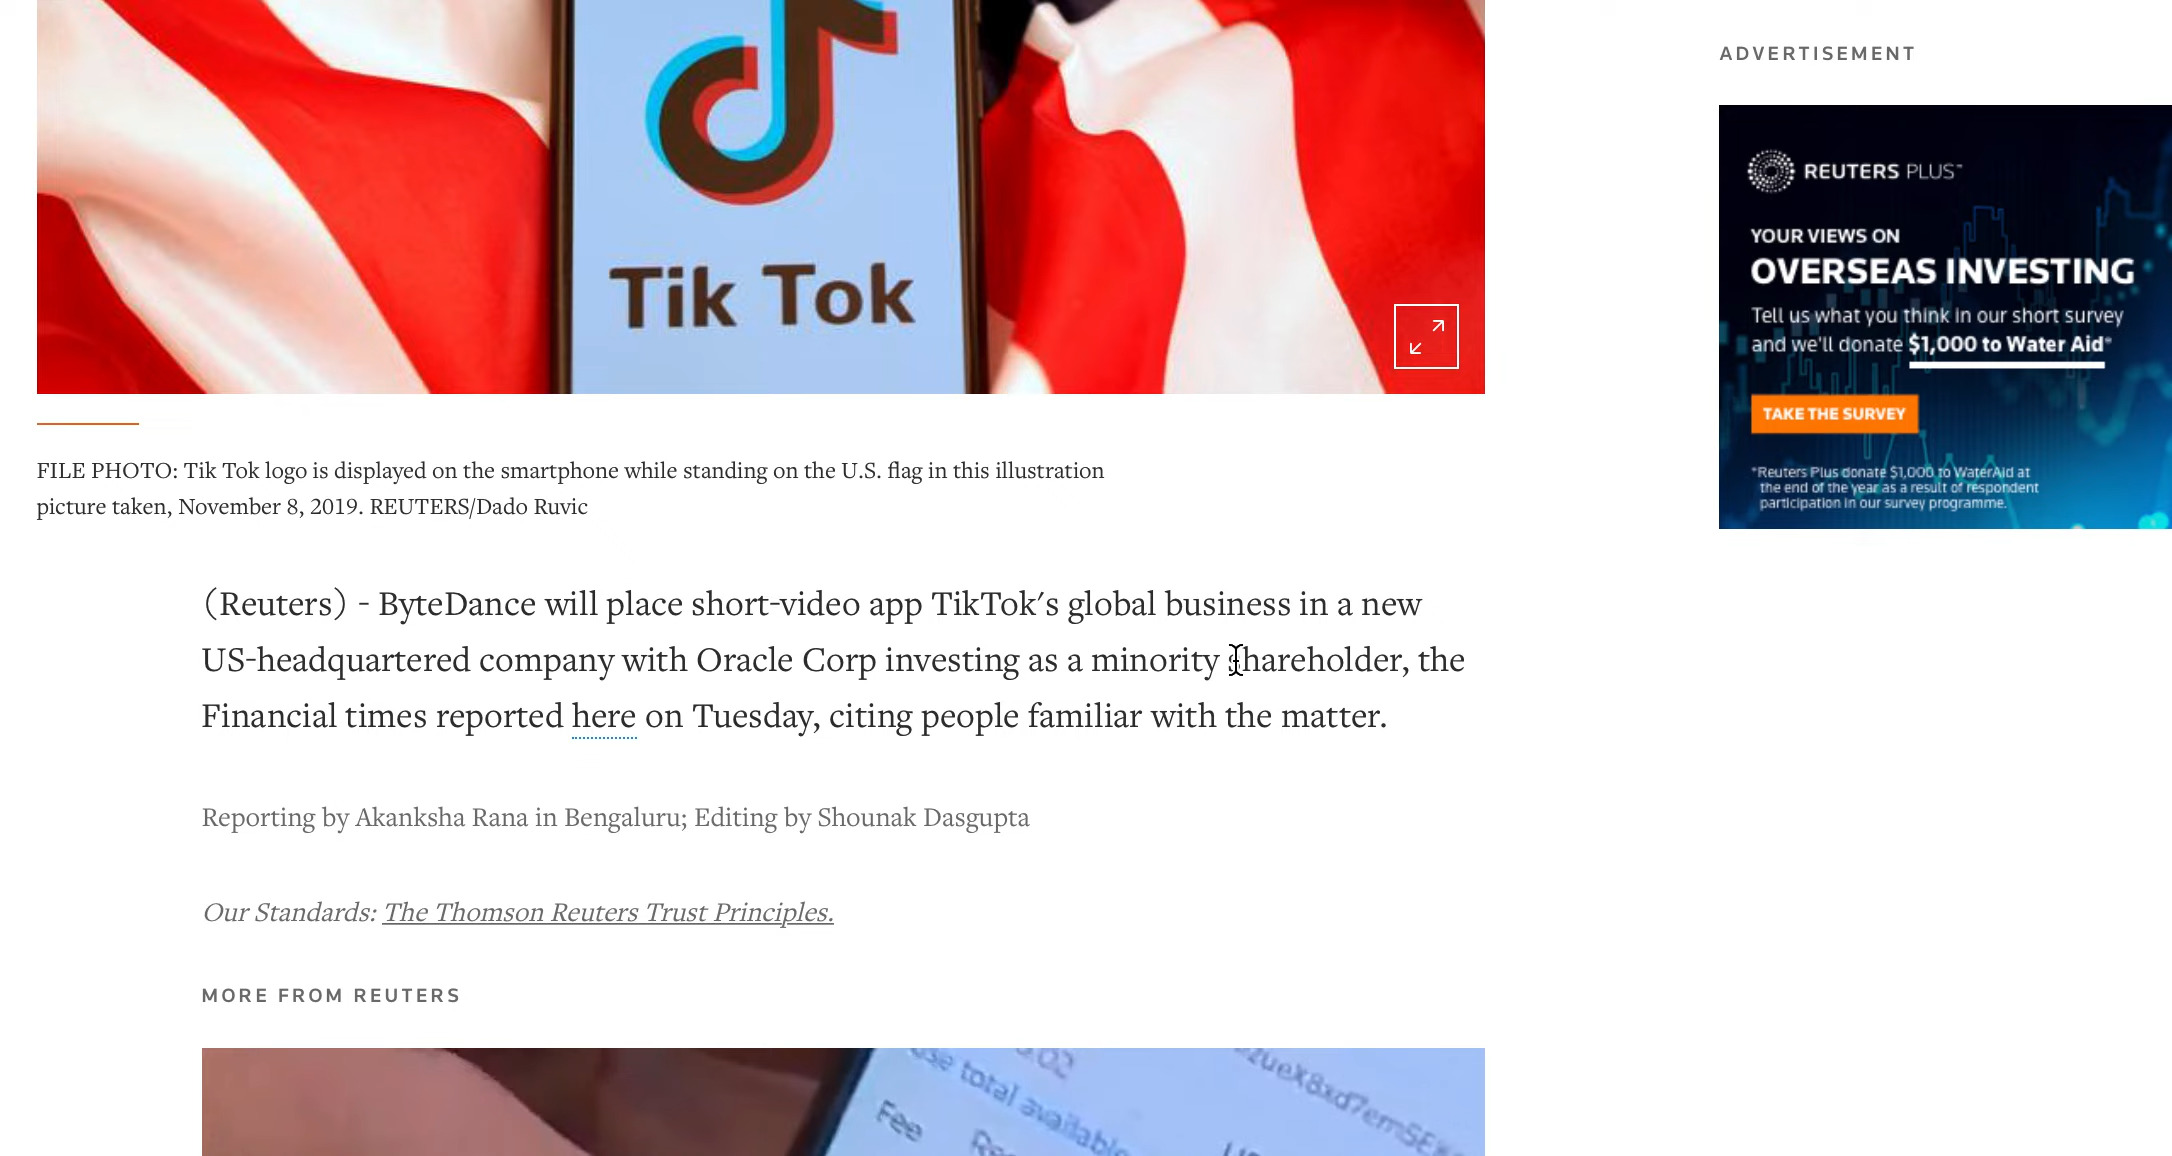 Tik Tok
FILE PHOTO: Tik Tok logo is displayed on the smartphone while standing on the U.S. flag in this illustration
picture taken, November 8, 2019. REUTERS/Dado Ruvic
(Reuters) - ByteDance will place short-video app TikTok's global business in a new
US-headquartered company with Oracle Corp investing as a minority shareholder, the
Financial times reported here on Tuesday, citing people familiar with the matter.
Reporting by Akanksha Rana in Bengaluru; Editing by Shounak Dasgupta
Our Standards: The Thomson Reuters Trust Principles.
MORE FROM REUTERS
use total available
Fee
ADVERTISEMENT
REUTERS PLUS™
YOUR VIEWS ON
OVERSEAS INVESTING
Tell us what you think in our short survey
and we'll donate $1,000 to Water Aid*
TAKE THE SURVEY
*Reuters Plus donate $1,000 to WaterAid at
the end of the year as a result of respondent
participation in our survey programme.